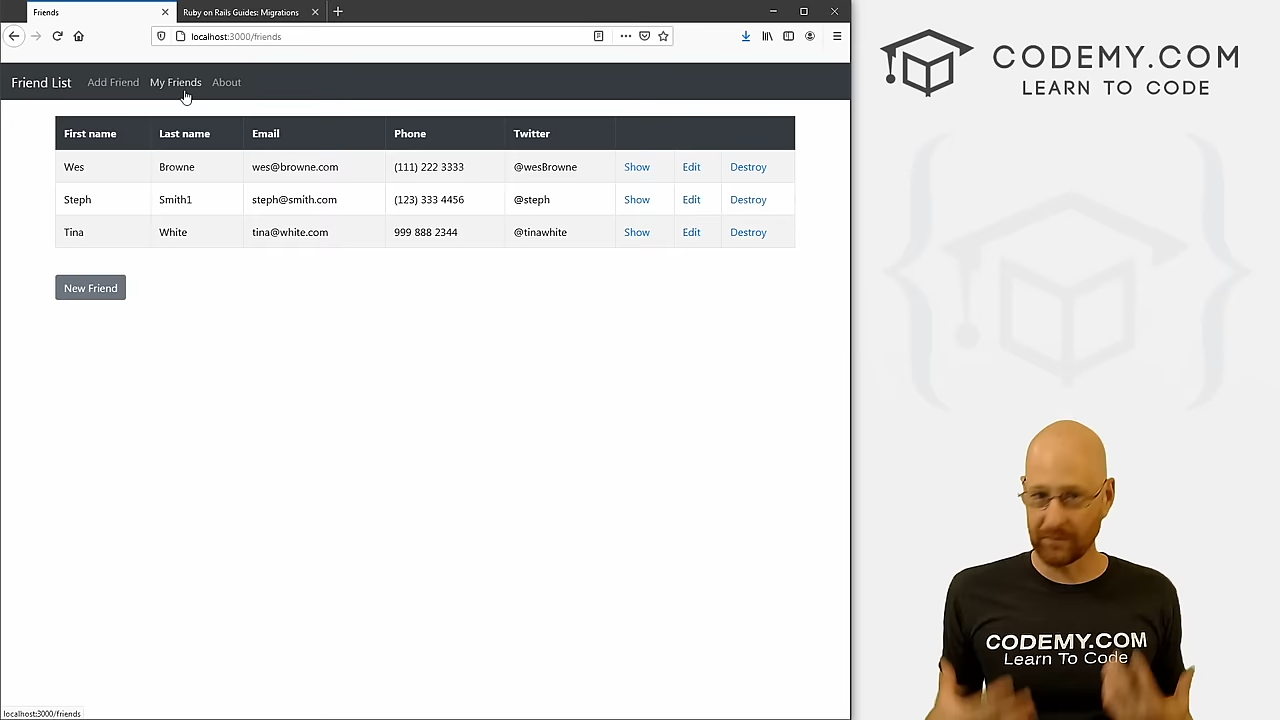 Friends
Ruby on Rails Guides: Migrations
localhost:3000/friends
Friend List Add Friend My Friends About
First name Last name Email Phone Twitter
Wes Browne wes@browne.com (111) 222 3333 @wesBrowne Show Edit Destroy
Steph Smith1 steph@smith.com (123) 333 4456 @steph Show Edit Destroy
Tina White tina@white.com 999 888 2344 @tinawhite Show Edit Destroy
New Friend
localhost:3000/friends
CODEMY.COM
LEARN TO CODE
CODEMY.COM
Learn To Code